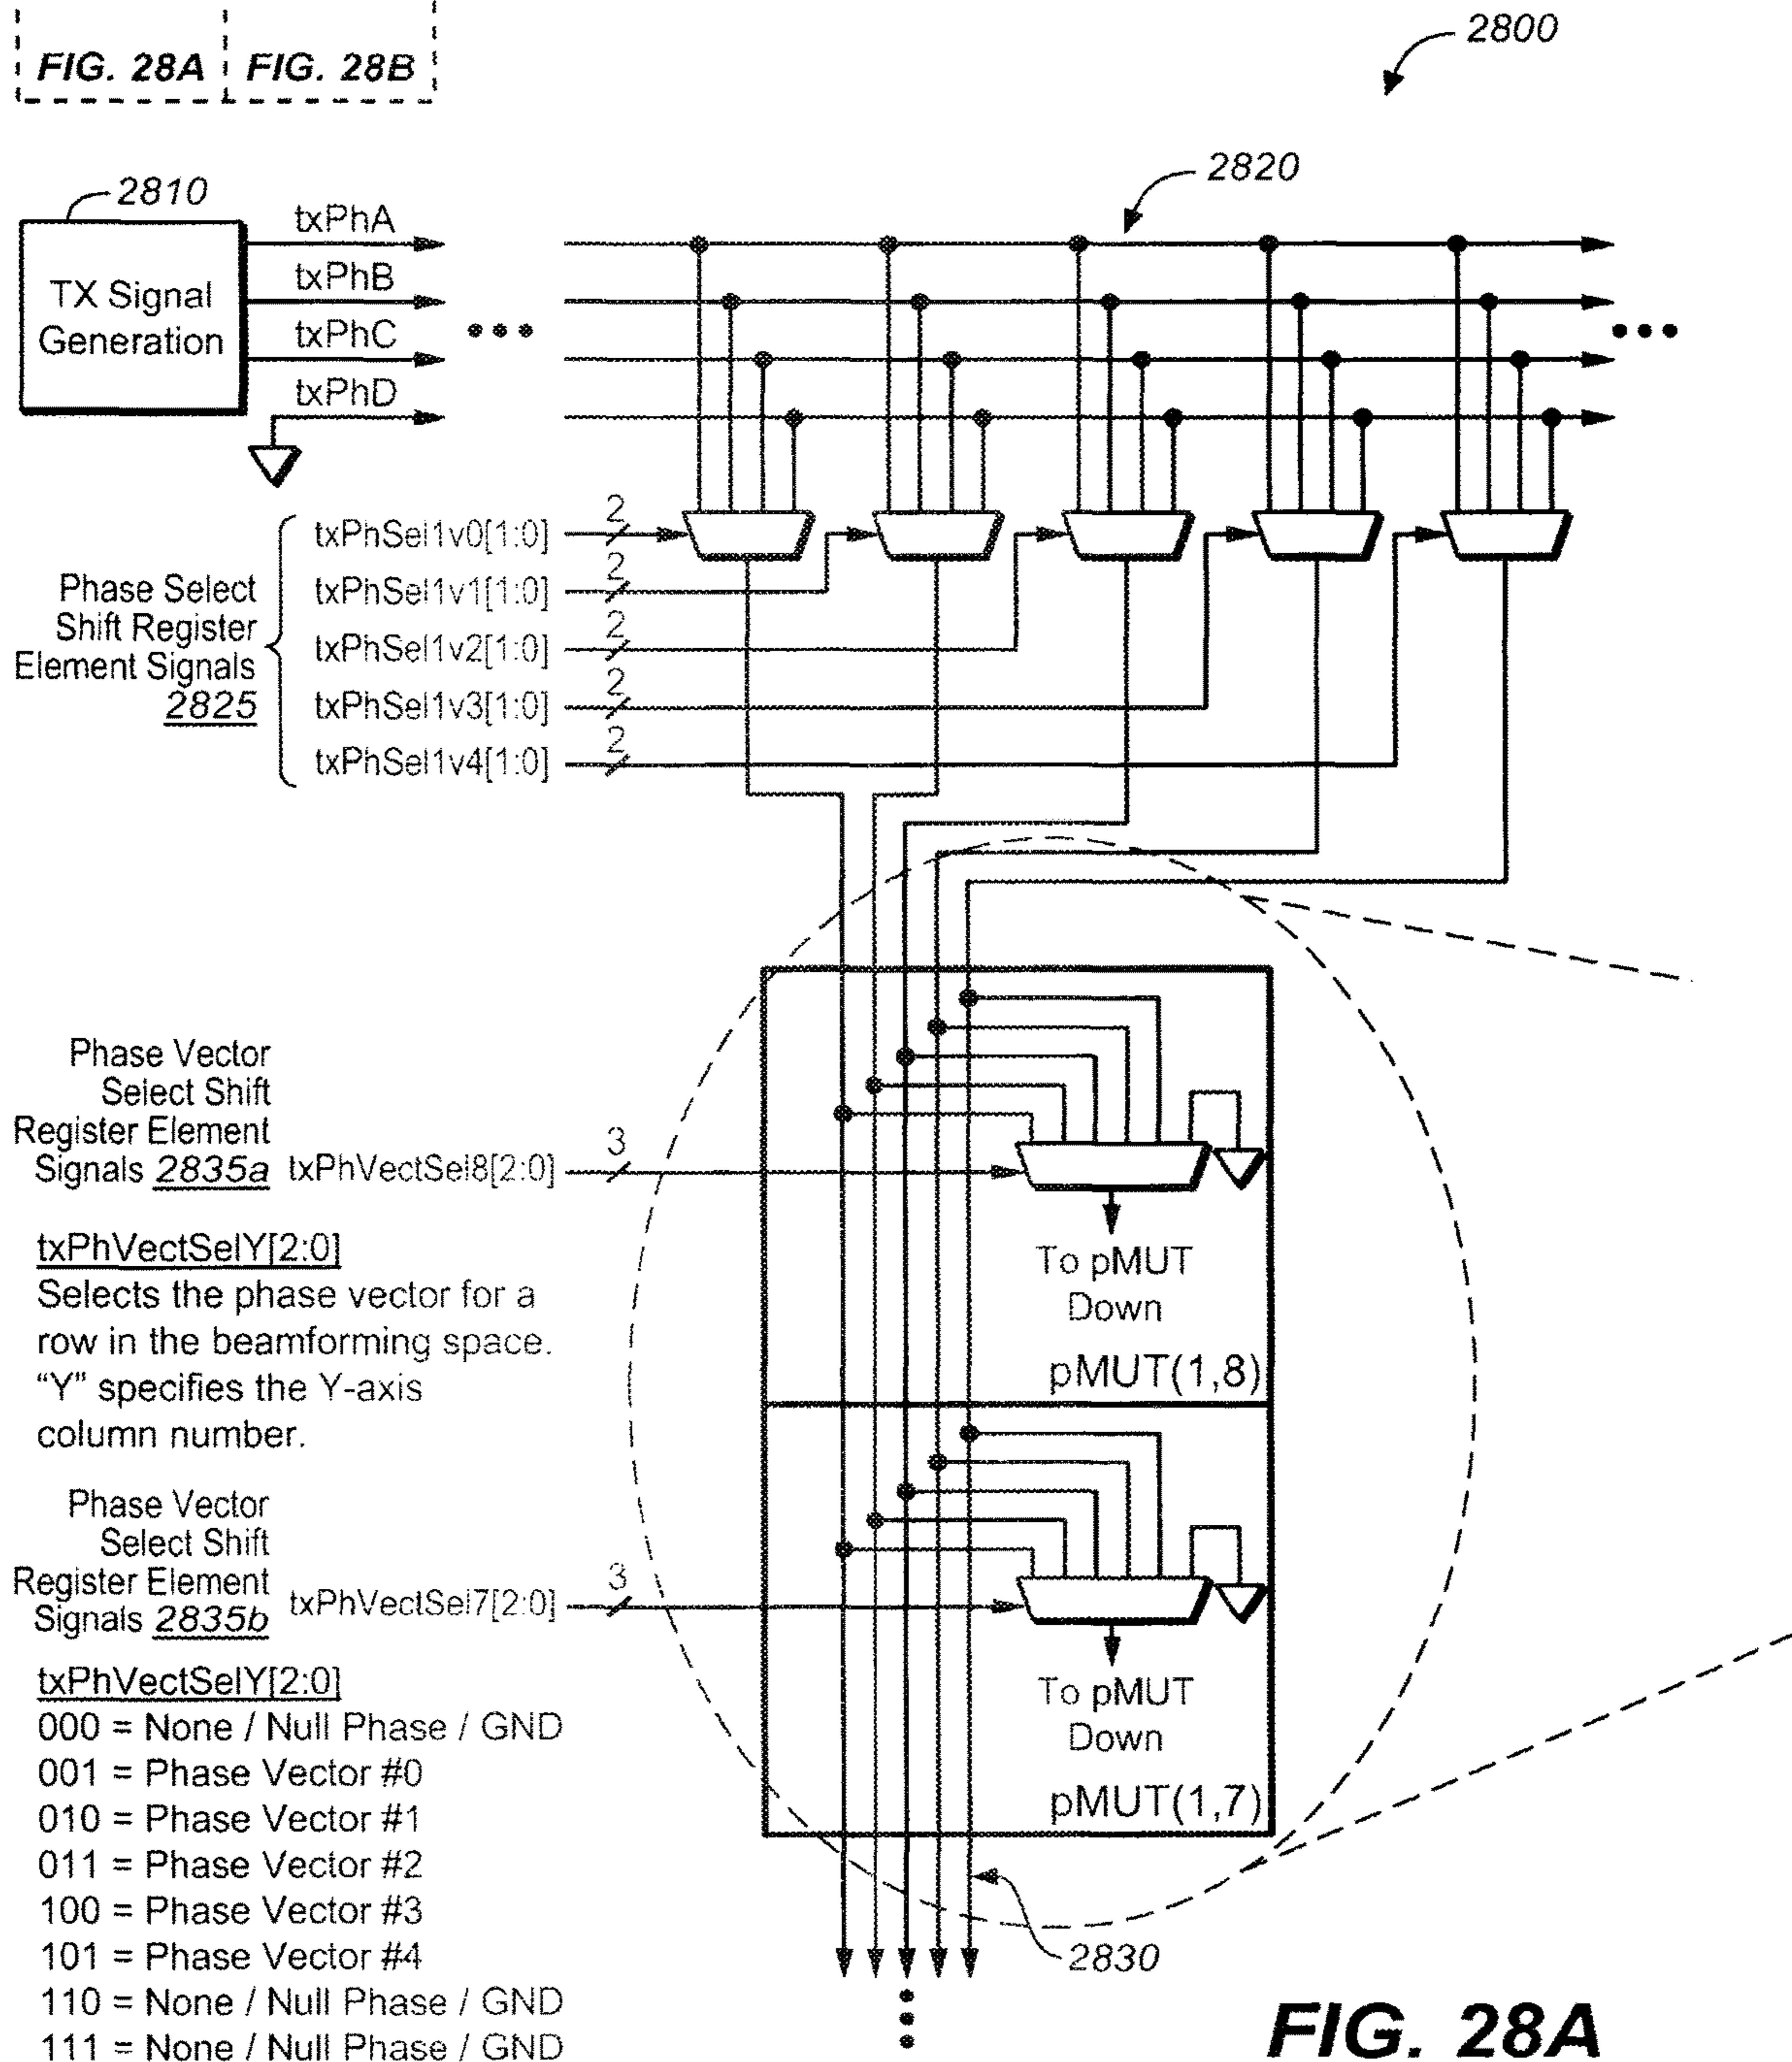 FIG. 28A FIG. 28B
2800
2820
2810
TX Signal
Generation
txPhA
txPhB
txPhC
txPhD
Phase Select
Shift Register
Element Signals
2825
txPhSel1v0[1:0]
2
txPhSel1v1[1:0]
2
txPhSel1v2[1:0]
2
txPhSel1v3[1:0]
2
txPhSel1v4[1:0]
2
Phase Vector
Select Shift
Register Element
Signals 2835a txPhVectSel8[2:0]
3
To pMUT
Down
pMUT(1,8)
txPhVectSelY[2:0]
Selects the phase vector for a
row in the beamforming space.
“Y” specifies the Y-axis
column number.
Phase Vector
Select Shift
Register Element
Signals 2835b txPhVectSel7[2:0]
3
To pMUT
Down
pMUT(1,7)
txPhVectSelY[2:0]
000 = None / Null Phase / GND
001 = Phase Vector #0
010 = Phase Vector #1
011 = Phase Vector #2
100 = Phase Vector #3
101 = Phase Vector #4
110 = None / Null Phase / GND
111 = None / Null Phase / GND
2830
FIG. 28A